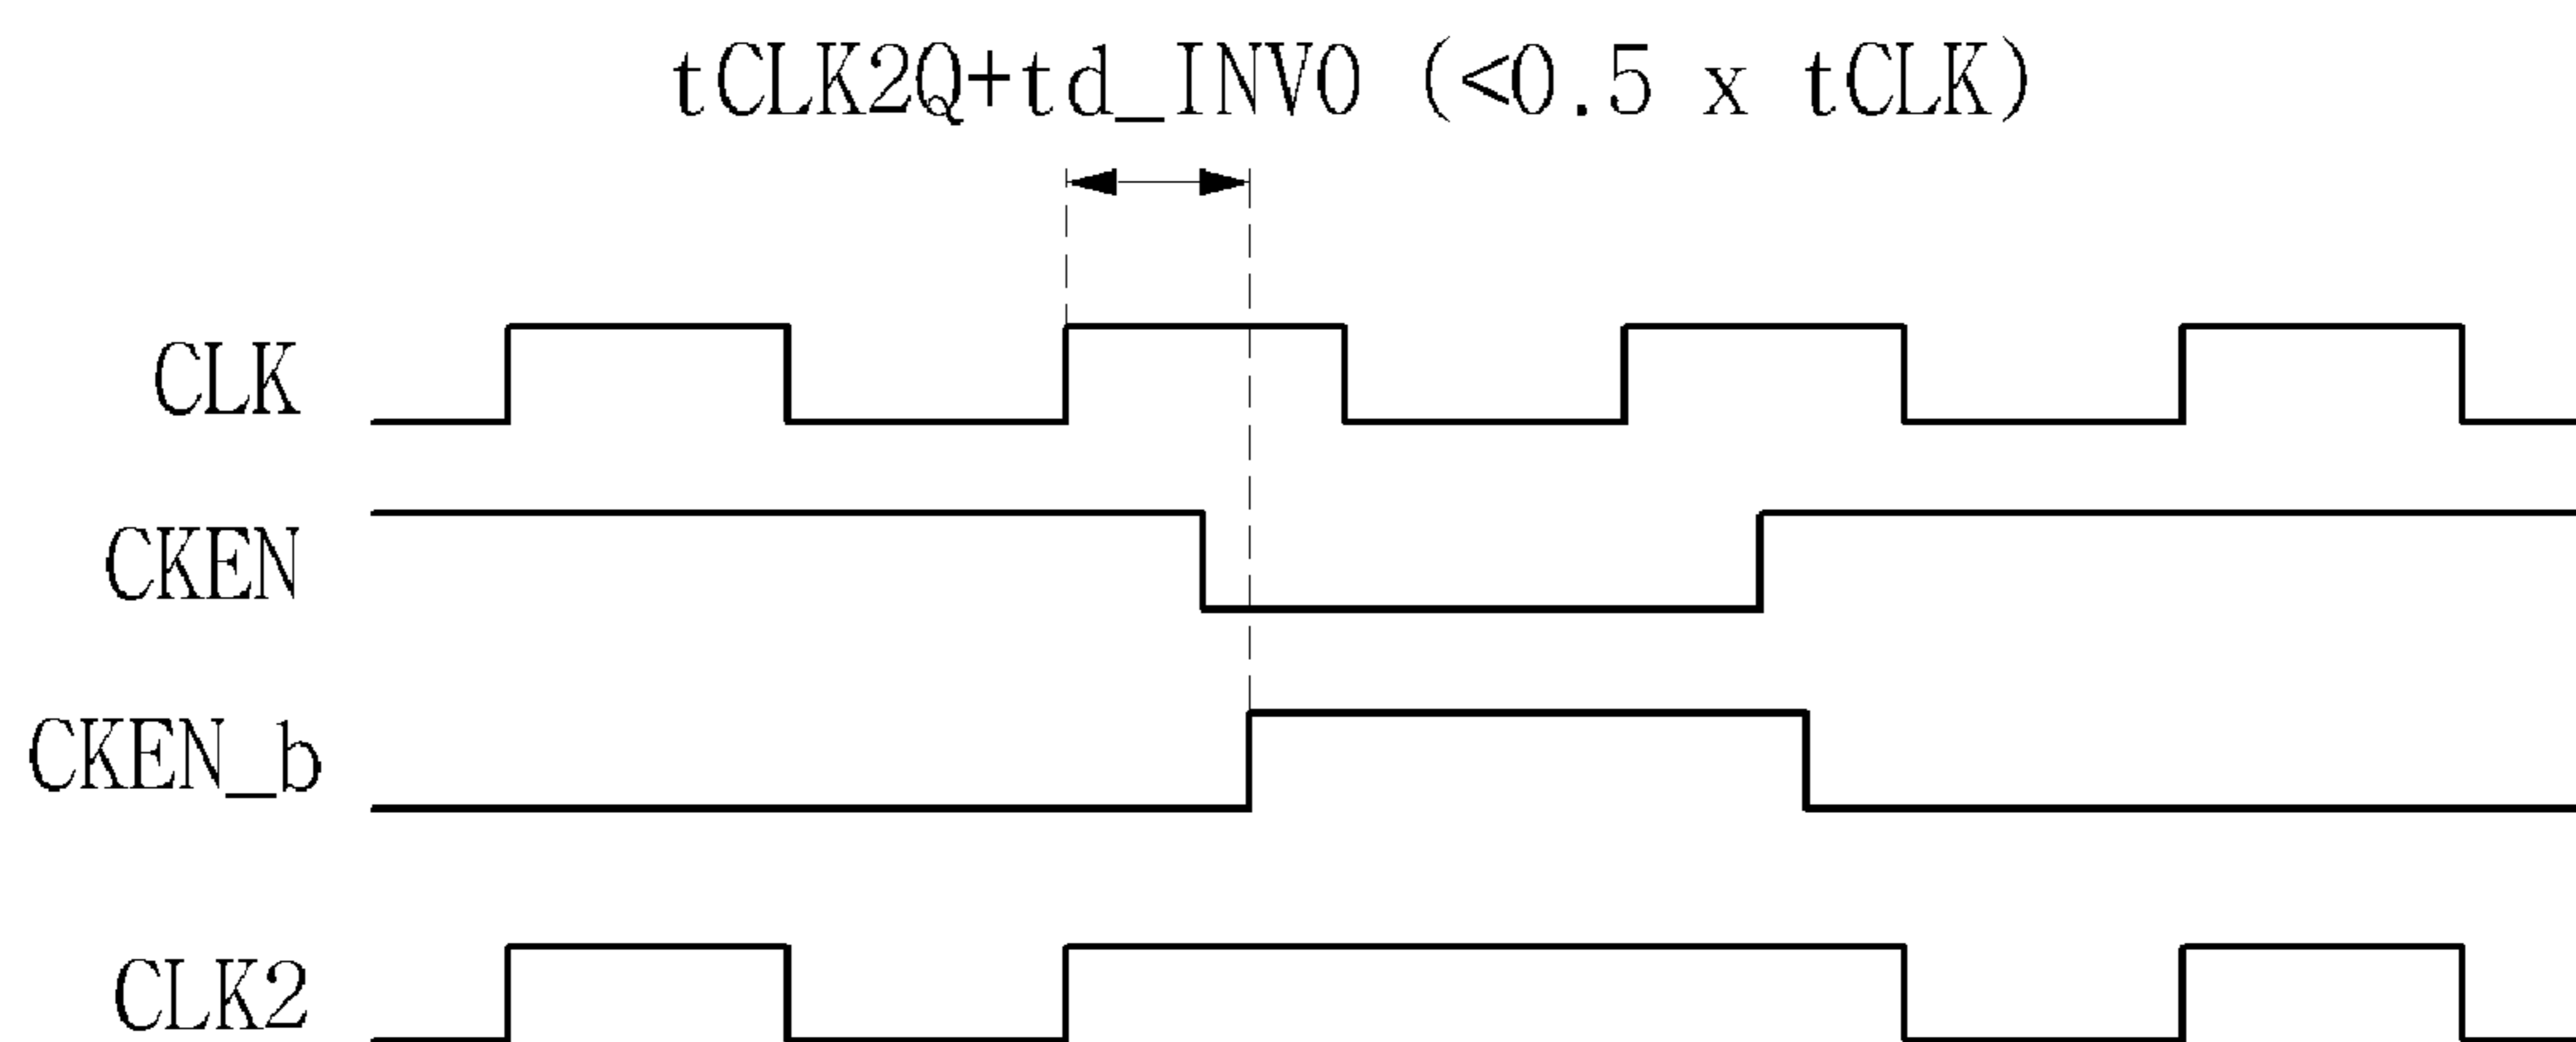 tCLK2Q+td_INV0 (<0.5 x tCLK)
CLK
CKEN
CKEN_b
CLK2